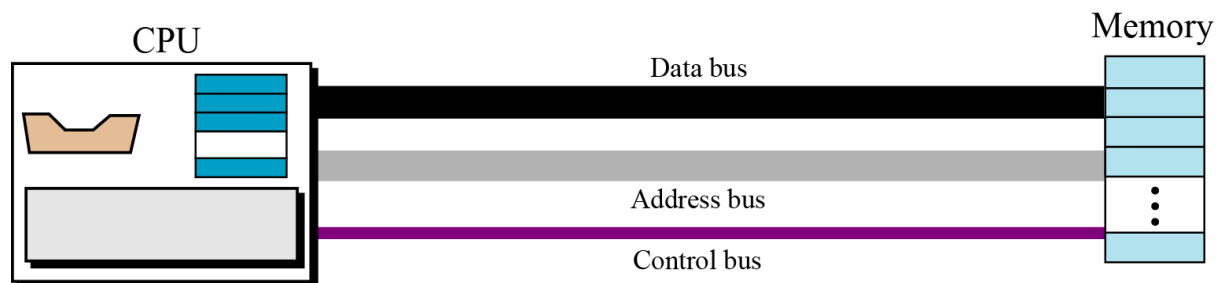 CPU
Memory
Data bus
Address bus
Control bus